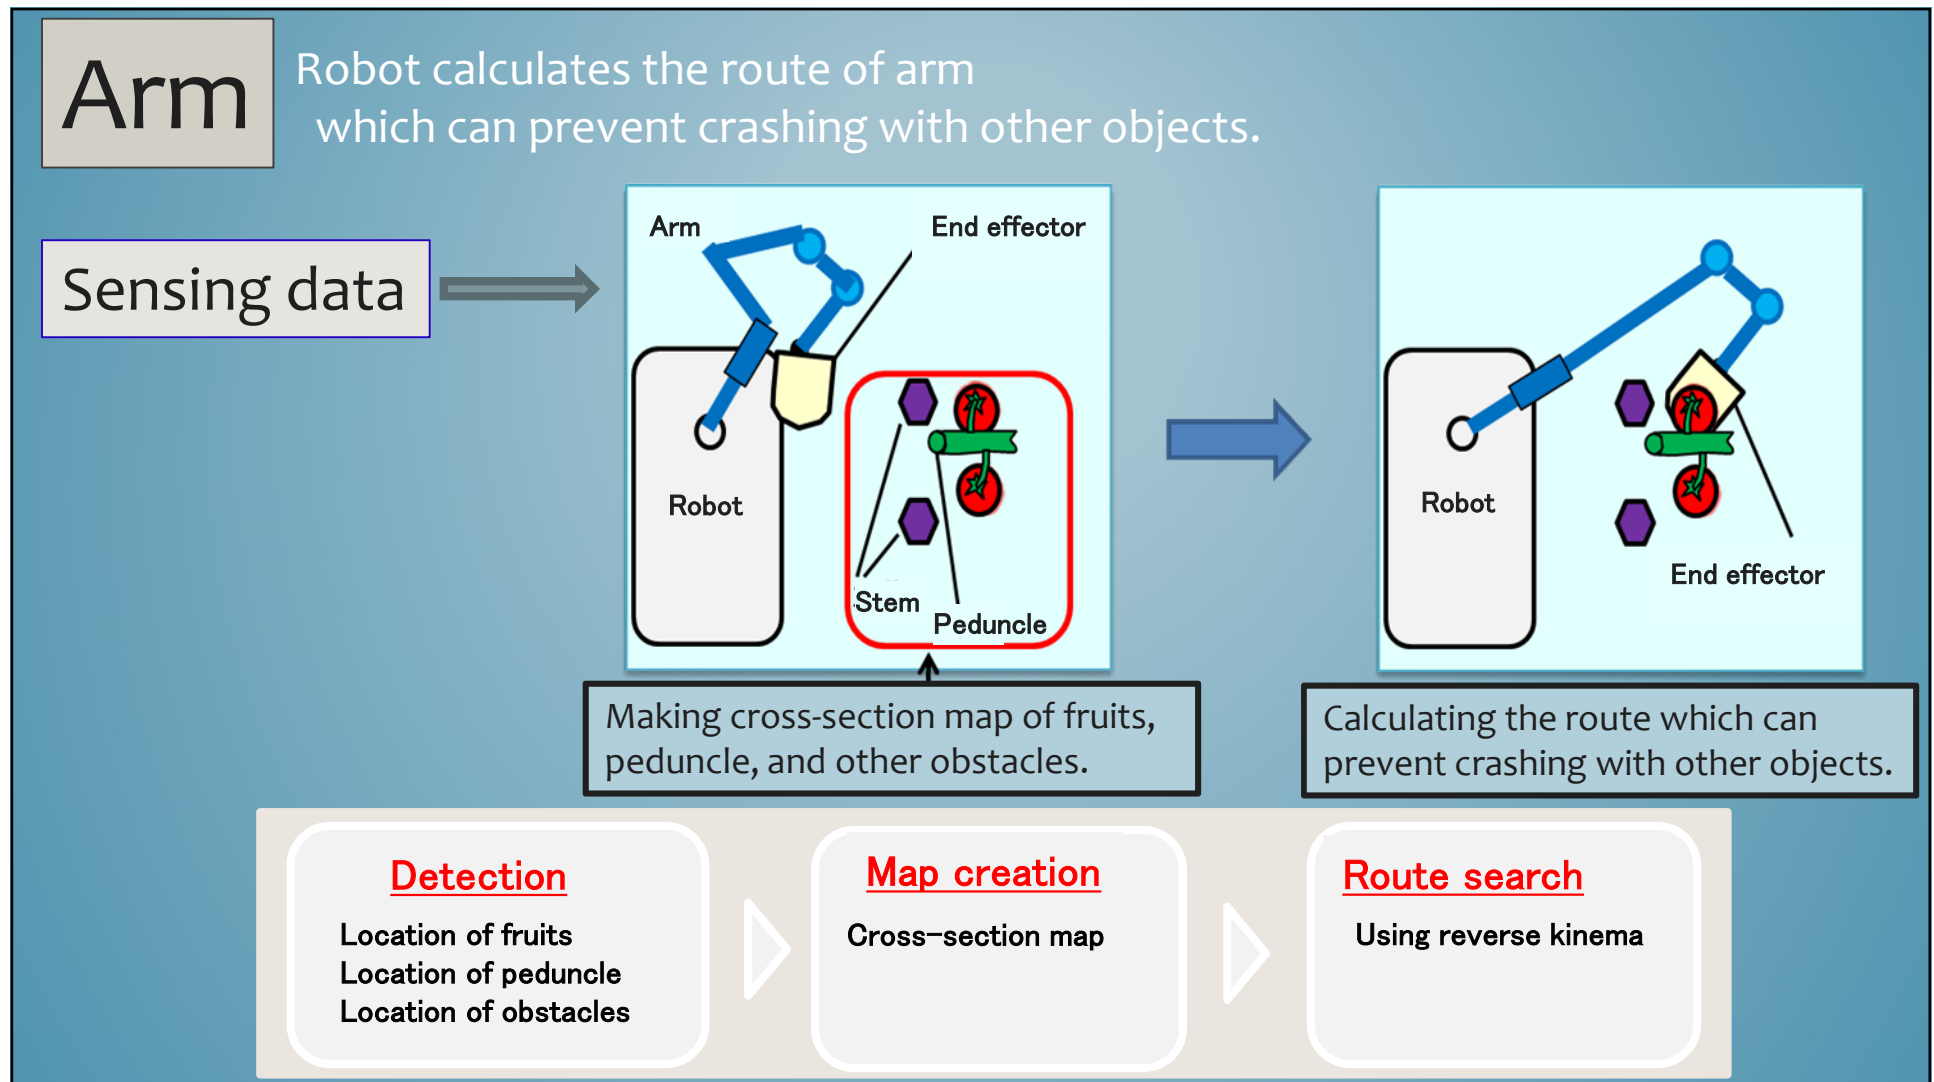 Arm
Robot calculates the route of arm
which can prevent crashing with other objects.
Sensing data
Arm
End effector
Robot
Stem
Peduncle
Robot
End effector
Making cross-section map of fruits,
peduncle, and other obstacles.
Calculating the route which can
prevent crashing with other objects.
Detection
Location of fruits
Location of peduncle
Location of obstacles
Map creation
Cross-section map
Route search
Using reverse kinema